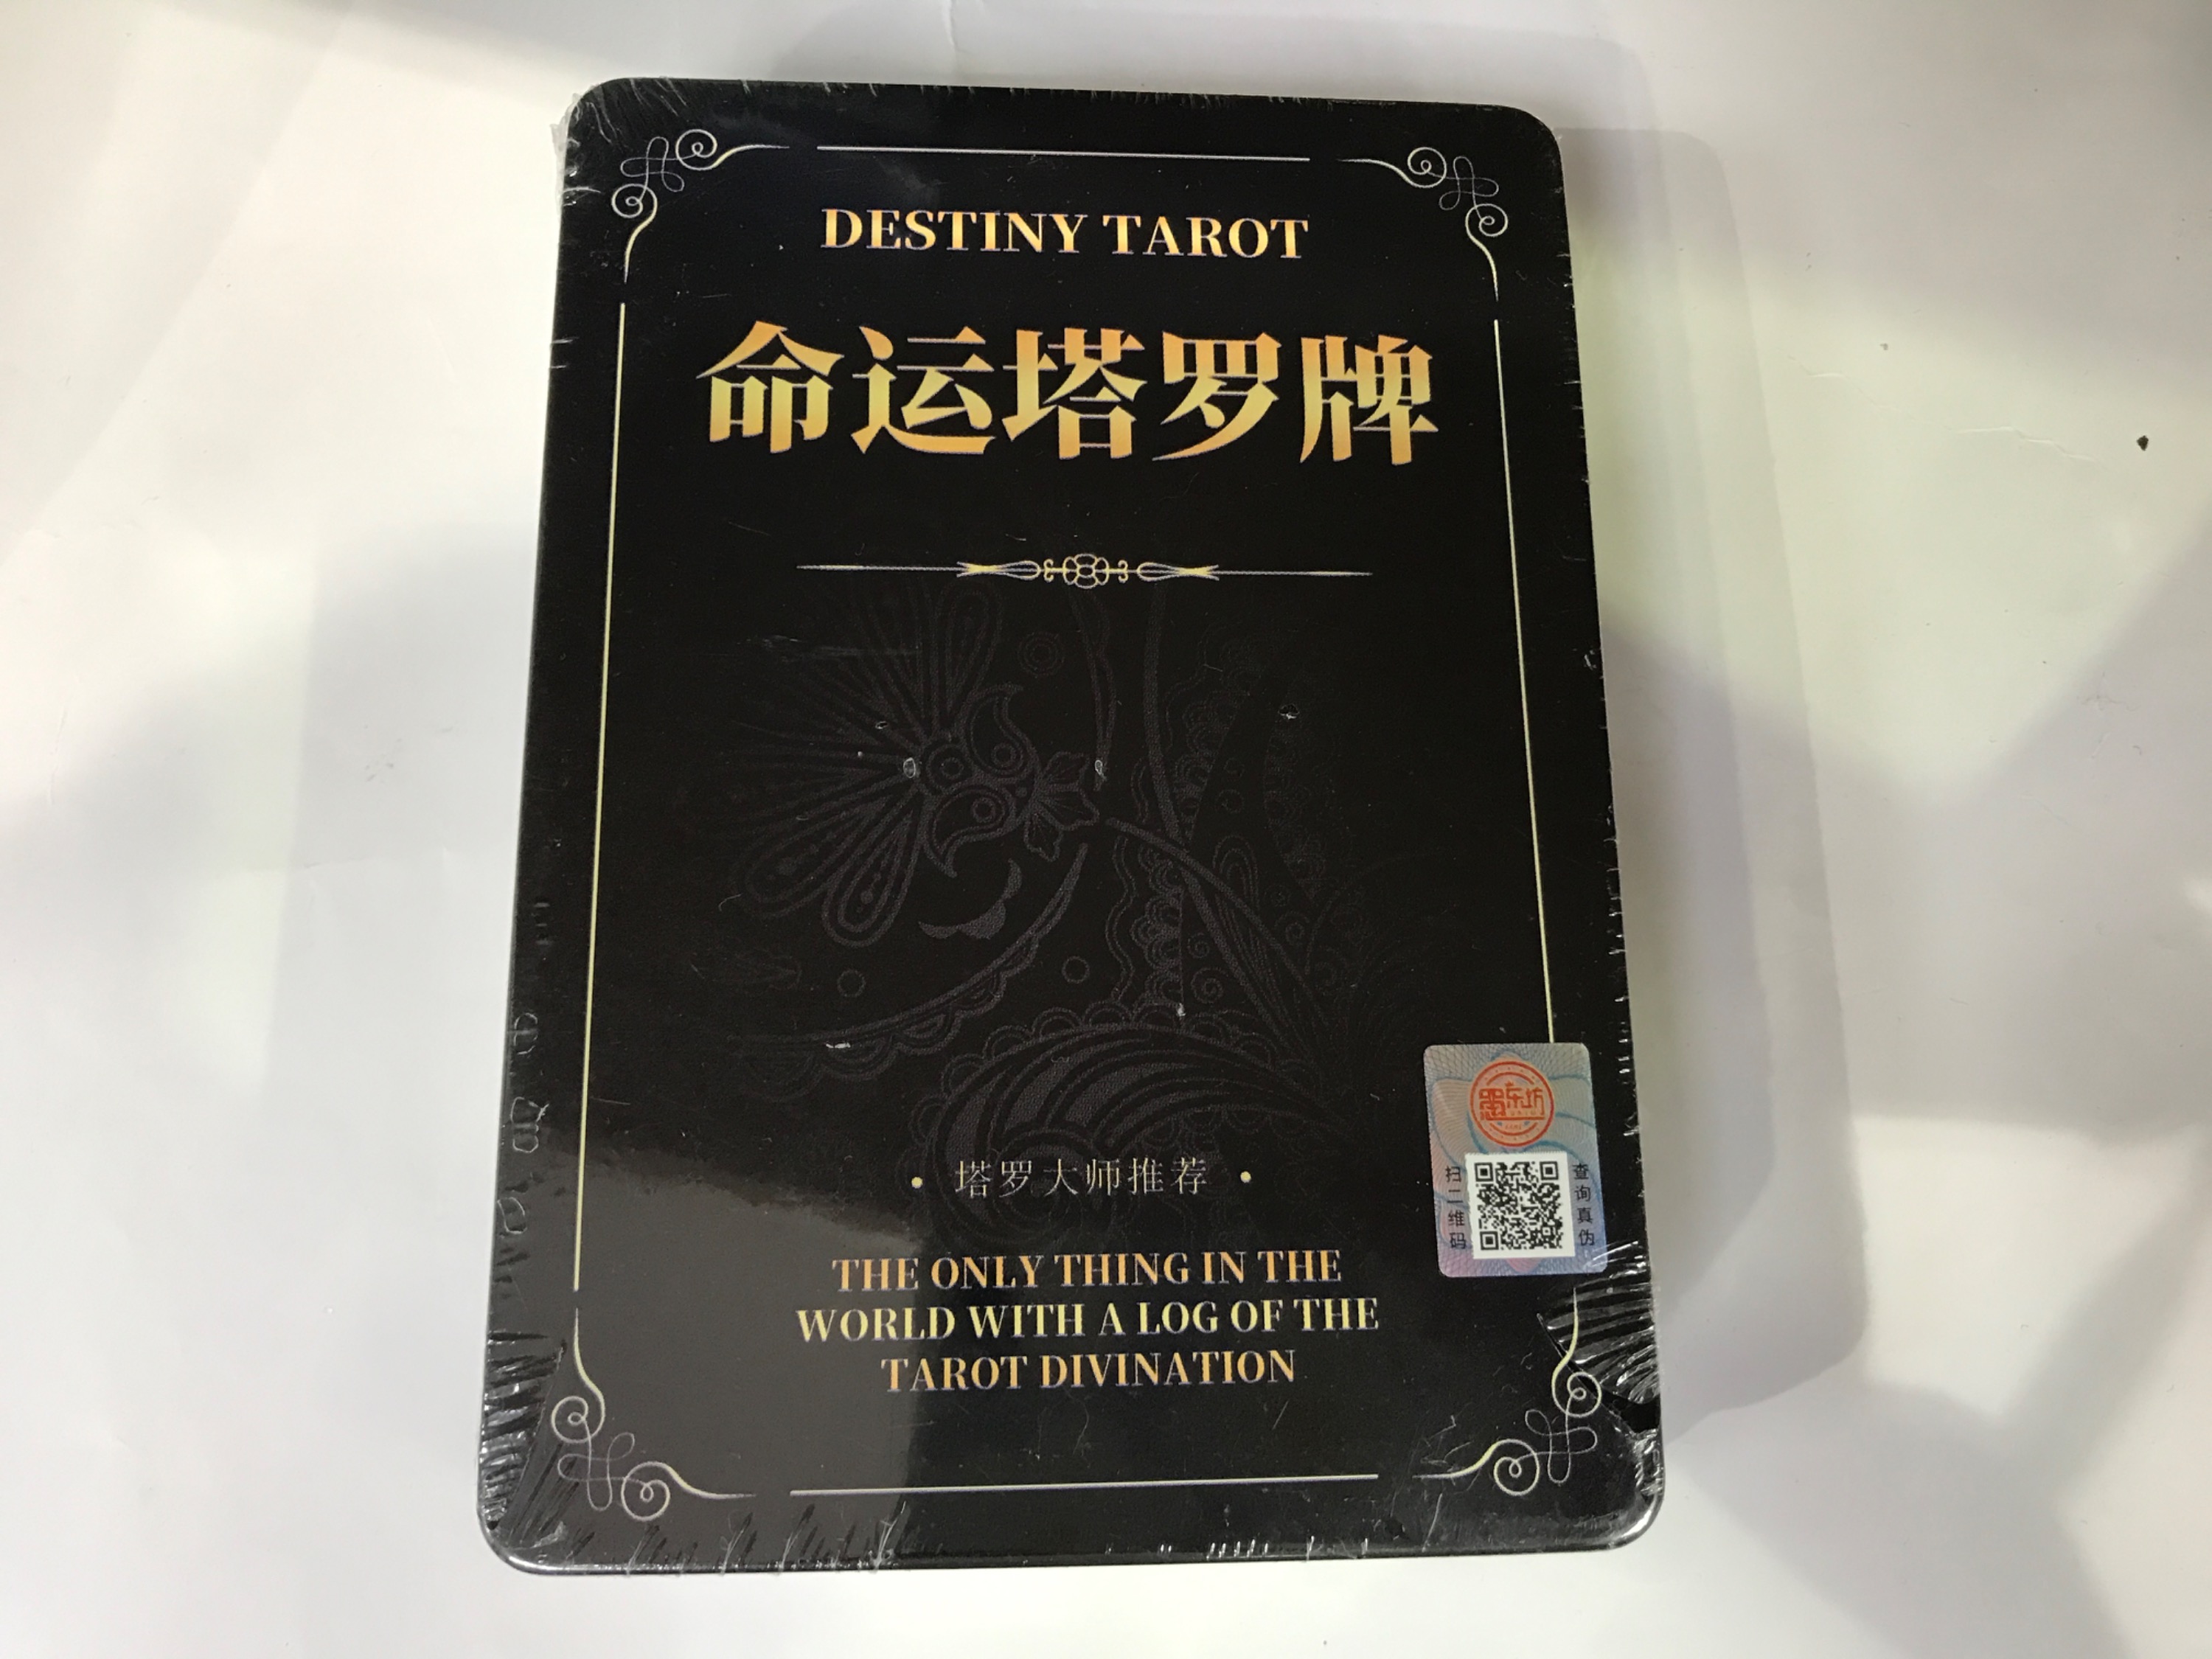 DESTINY TAROT
命运塔罗牌
· 塔罗大师推荐 ·
THE ONLY THING IN THE
WORLD WITH A LOG OF THE
TAROT DIVINATION
扫二维码
查询真伪